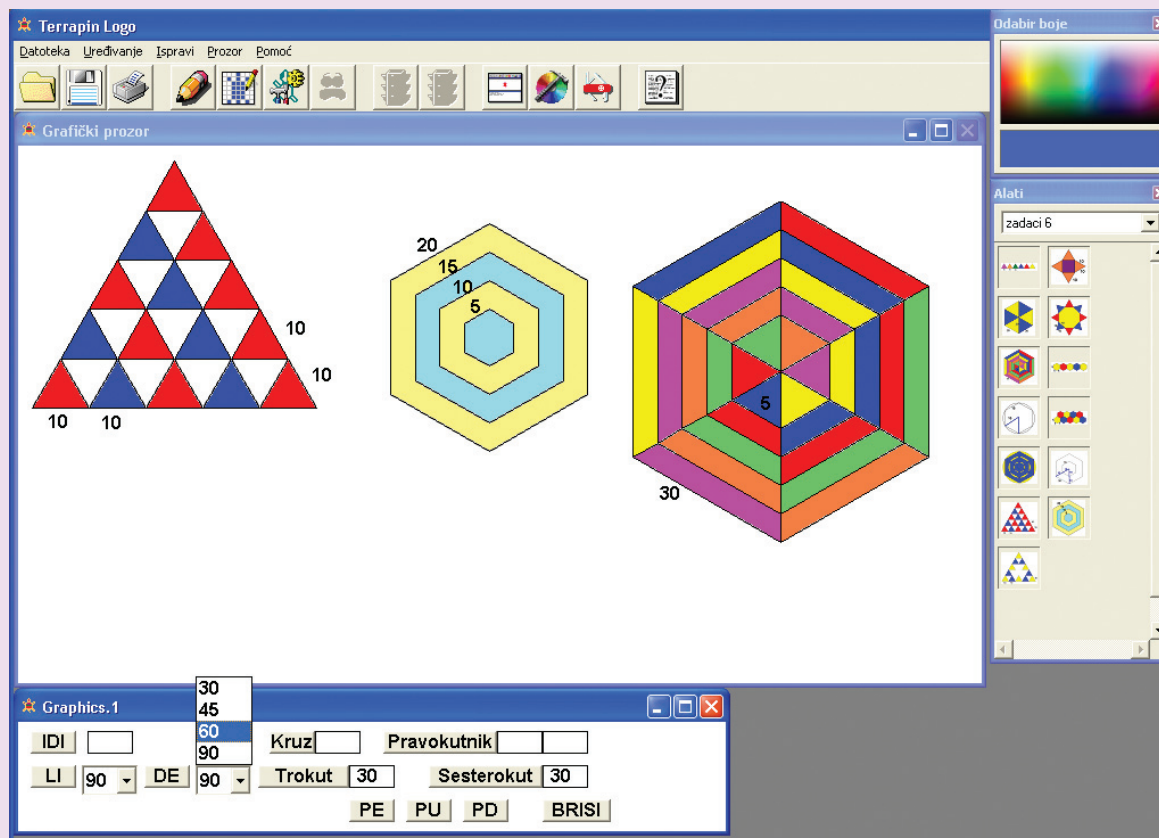 Terrapin Logo
Datoteka Uređivanje Ispravi Prozor Pomoć
Grafički prozor
20
15
10
5
10
10
10 10
5
30
Odabir boje
Alati
zadaci 6
Graphics.1
30
45
60
90
IDI Kruz Pravokutnik
LI 90 DE 90 Trokut 30 Sesterokut 30
PE PU PD BRISI